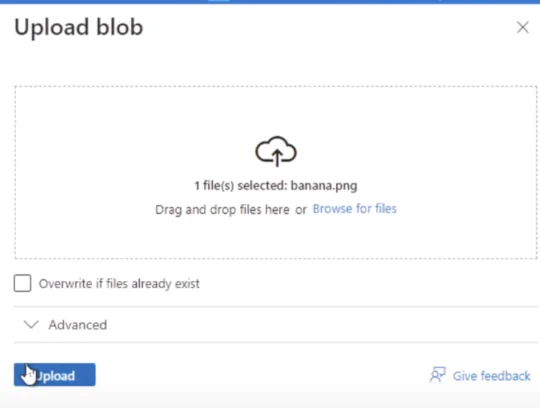 Upload blob
1 file(s) selected: banana.png
Drag and drop files here or Browse for files
Overwrite if files already exist
Advanced
Upload
Give feedback